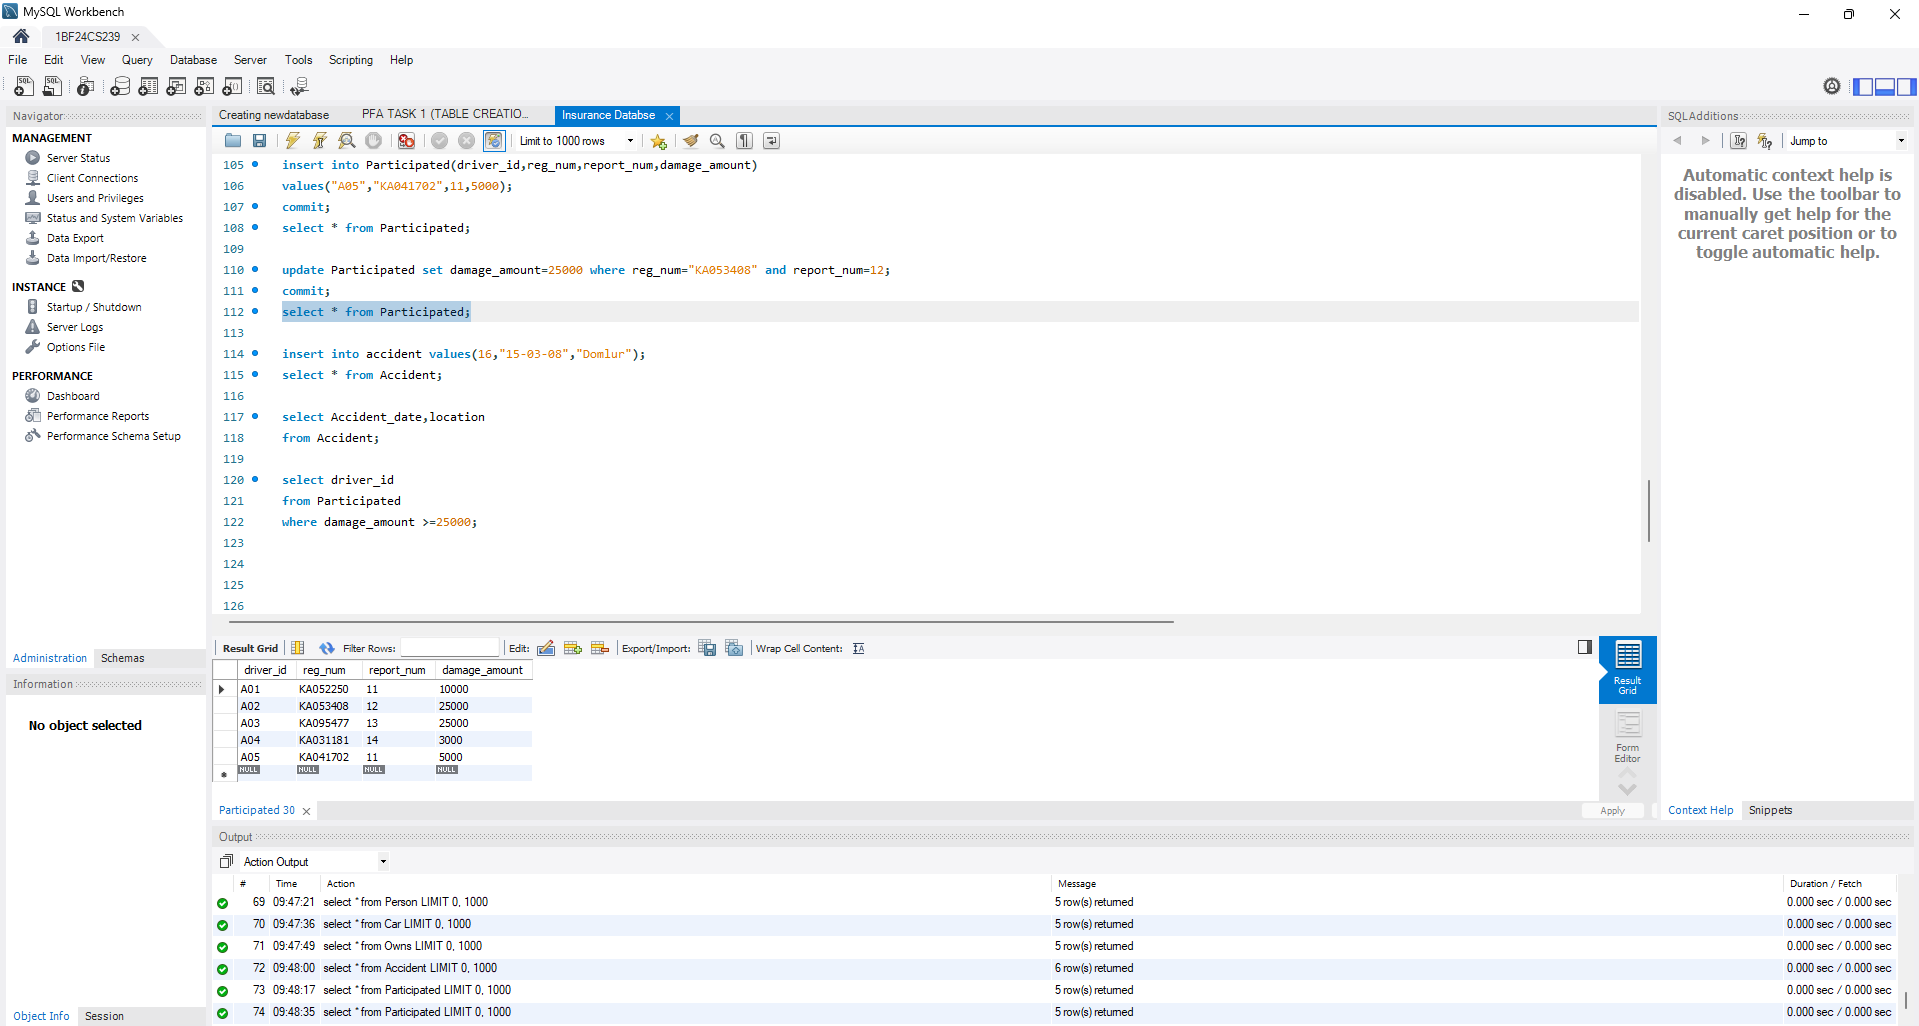 MySQL Workbench
1BF24CS239
File Edit View Query Database Server Tools Scripting Help
Navigator
MANAGEMENT
Server Status
Client Connections
Users and Privileges
Status and System Variables
Data Export
Data Import/Restore
INSTANCE
Startup / Shutdown
Server Logs
Options File
PERFORMANCE
Dashboard
Performance Reports
Performance Schema Setup
Administration Schemas
Information
No object selected
Object Info Session
Creating newdatabase PFA TASK 1 (TABLE CREATIO... Insurance Databse
Limit to 1000 rows
105 insert into Participated(driver_id,reg_num,report_num,damage_amount)
106 values("A05","KA041702",11,5000);
107 commit;
108 select * from Participated;
109
110 update Participated set damage_amount=25000 where reg_num="KA053408" and report_num=12;
111 commit;
112 select * from Participated;
113
114 insert into accident values(16,"15-03-08","Domlur");
115 select * from Accident;
116
117 select Accident_date,location
118 from Accident;
119
120 select driver_id
121 from Participated
122 where damage_amount >=25000;
123
124
125
126
Result Grid Filter Rows: Edit: Export/Import: Wrap Cell Content:
driver_id reg_num report_num damage_amount
A01 KA052250 11 10000
A02 KA053408 12 25000
A03 KA095477 13 25000
A04 KA031181 14 3000
A05 KA041702 11 5000
NULL NULL NULL NULL
Result
Grid
Form
Editor
Participated 30
Apply
Output
Action Output
# Time Action Message Duration / Fetch
69 09:47:21 select * from Person LIMIT 0, 1000 5 row(s) returned 0.000 sec / 0.000 sec
70 09:47:36 select * from Car LIMIT 0, 1000 5 row(s) returned 0.000 sec / 0.000 sec
71 09:47:49 select * from Owns LIMIT 0, 1000 5 row(s) returned 0.000 sec / 0.000 sec
72 09:48:00 select * from Accident LIMIT 0, 1000 6 row(s) returned 0.000 sec / 0.000 sec
73 09:48:17 select * from Participated LIMIT 0, 1000 5 row(s) returned 0.000 sec / 0.000 sec
74 09:48:35 select * from Participated LIMIT 0, 1000 5 row(s) returned 0.000 sec / 0.000 sec
SQLAdditions
Jump to
Automatic context help is
disabled. Use the toolbar to
manually get help for the
current caret position or to
toggle automatic help.
Context Help Snippets